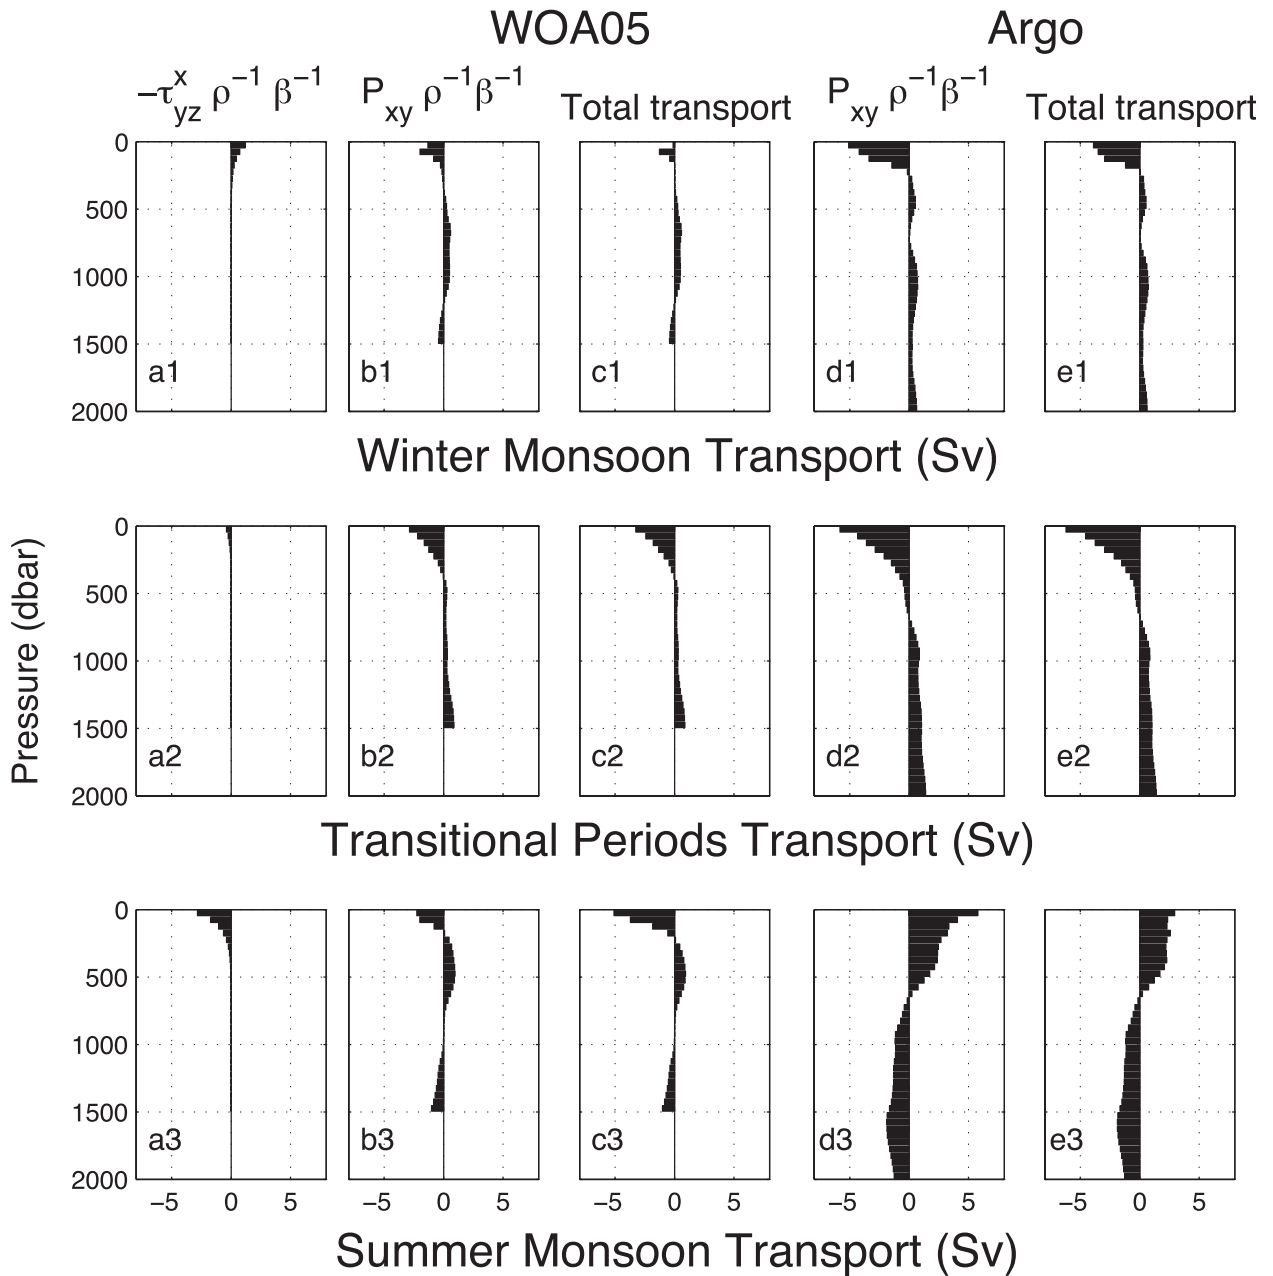 WOA05 Argo
−τ^x_yz ρ^−1 β^−1 P_xy ρ^−1β^−1 Total transport P_xy ρ^−1β^−1 Total transport
0
500
1000
1500
2000
a1 b1 c1 d1 e1
Winter Monsoon Transport (Sv)
Pressure (dbar)
0
500
1000
1500
2000
a2 b2 c2 d2 e2
Transitional Periods Transport (Sv)
0
500
1000
1500
2000
a3 b3 c3 d3 e3
−5 0 5 −5 0 5 −5 0 5 −5 0 5 −5 0 5
Summer Monsoon Transport (Sv)